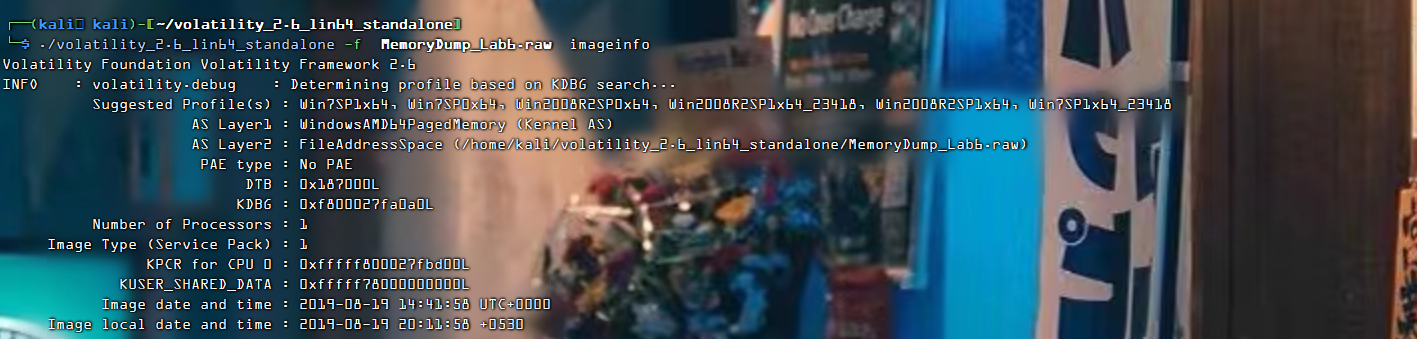 ┌──(kali㉿kali)-[~/volatility_2.6_lin64_standalone]
└─$ ./volatility_2.6_lin64_standalone -f MemoryDump_Lab6.raw imageinfo
Volatility Foundation Volatility Framework 2.6
INFO : volatility.debug : Determining profile based on KDBG search...
Suggested Profile(s) : Win7SP1x64, Win7SP0x64, Win2008R2SP0x64, Win2008R2SP1x64_23418, Win2008R2SP1x64, Win7SP1x64_23418
AS Layer1 : WindowsAMD64PagedMemory (Kernel AS)
AS Layer2 : FileAddressSpace (/home/kali/volatility_2.6_lin64_standalone/MemoryDump_Lab6.raw)
PAE type : No PAE
DTB : 0x187000L
KDBG : 0xf800027fa0a0L
Number of Processors : 1
Image Type (Service Pack) : 1
KPCR for CPU 0 : 0xfffff800027fbd00L
KUSER_SHARED_DATA : 0xfffff78000000000L
Image date and time : 2019-08-19 14:41:58 UTC+0000
Image local date and time : 2019-08-19 20:11:58 +0530